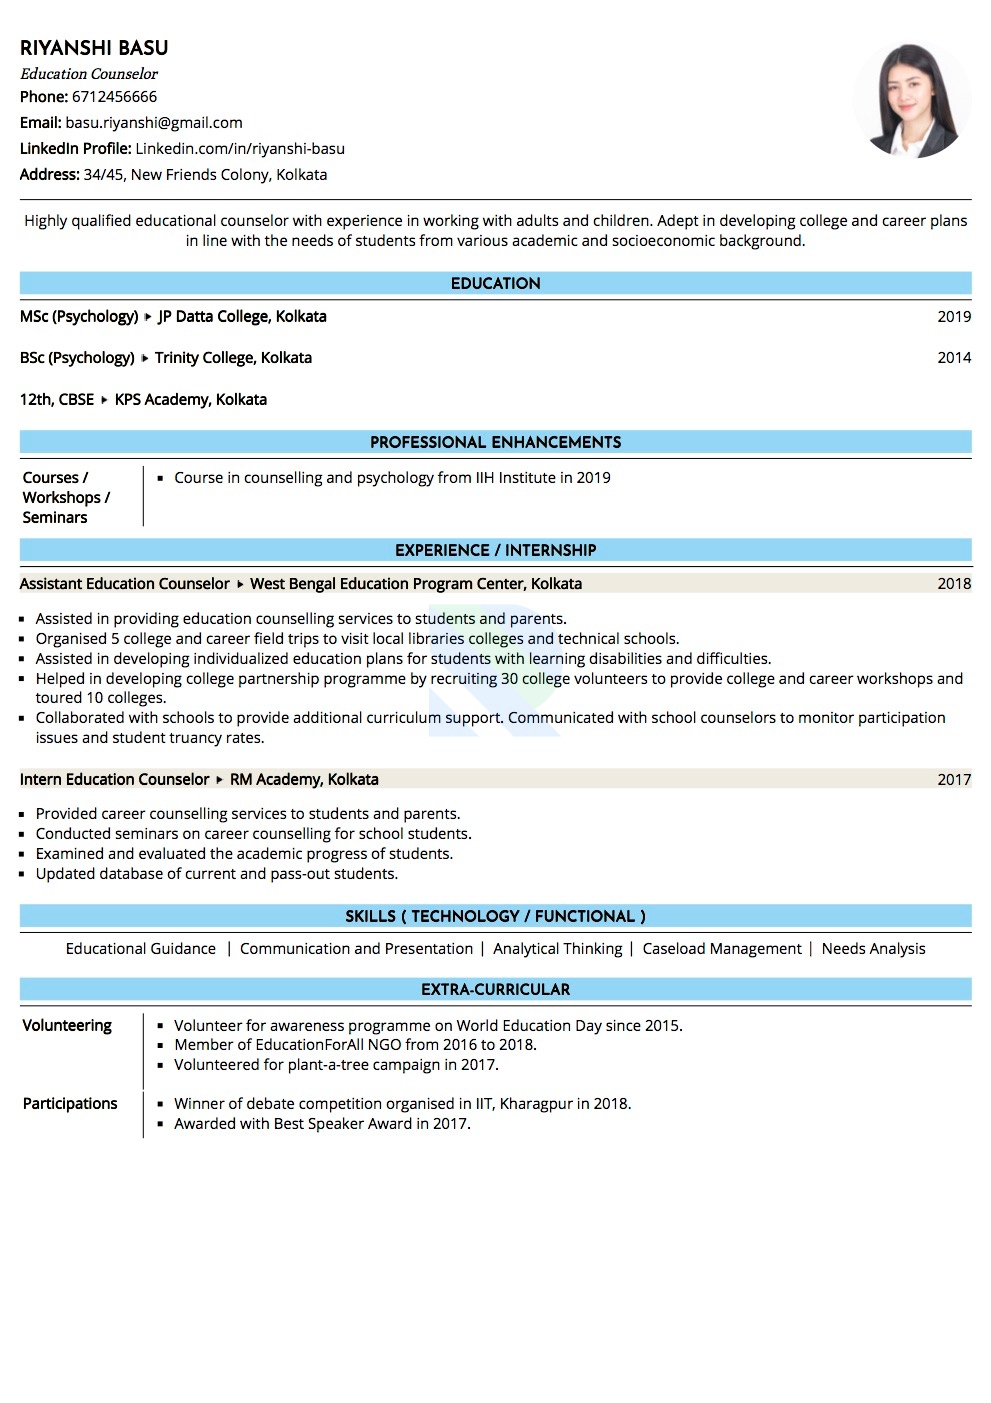 RIYANSHI BASU
Education Counselor
Phone: 6712456666
Email: basu.riyanshi@gmail.com
LinkedIn Profile: Linkedin.com/in/riyanshi-basu
Address: 34/45, New Friends Colony, Kolkata
Highly qualified educational counselor with experience in working with adults and children. Adept in developing college and career plans
in line with the needs of students from various academic and socioeconomic background.
EDUCATION
MSc (Psychology) ▸ JP Datta College, Kolkata 2019
BSc (Psychology) ▸ Trinity College, Kolkata 2014
12th, CBSE ▸ KPS Academy, Kolkata
PROFESSIONAL ENHANCEMENTS
Courses /
Workshops /
Seminars
▪ Course in counselling and psychology from IIH Institute in 2019
EXPERIENCE / INTERNSHIP
Assistant Education Counselor ▸ West Bengal Education Program Center, Kolkata 2018
▪ Assisted in providing education counselling services to students and parents.
▪ Organised 5 college and career field trips to visit local libraries colleges and technical schools.
▪ Assisted in developing individualized education plans for students with learning disabilities and difficulties.
▪ Helped in developing college partnership programme by recruiting 30 college volunteers to provide college and career workshops and
toured 10 colleges.
▪ Collaborated with schools to provide additional curriculum support. Communicated with school counselors to monitor participation
issues and student truancy rates.
Intern Education Counselor ▸ RM Academy, Kolkata 2017
▪ Provided career counselling services to students and parents.
▪ Conducted seminars on career counselling for school students.
▪ Examined and evaluated the academic progress of students.
▪ Updated database of current and pass-out students.
SKILLS ( TECHNOLOGY / FUNCTIONAL )
Educational Guidance | Communication and Presentation | Analytical Thinking | Caseload Management | Needs Analysis
EXTRA-CURRICULAR
Volunteering
▪ Volunteer for awareness programme on World Education Day since 2015.
▪ Member of EducationForAll NGO from 2016 to 2018.
▪ Volunteered for plant-a-tree campaign in 2017.
Participations
▪ Winner of debate competition organised in IIT, Kharagpur in 2018.
▪ Awarded with Best Speaker Award in 2017.